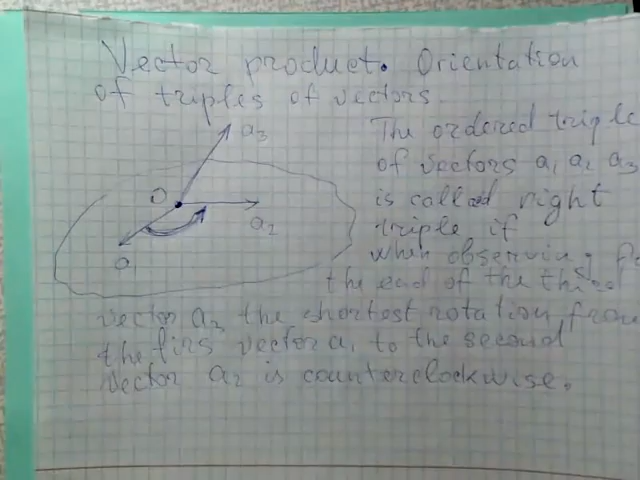 Vector product. Orientation
of triples of vectors
a3
The ordered triple
of vectors a1 a2 a3
O
is called right
a2
triple if
a1
when observing
the end of the third
vector a3 the shortest rotation from
the firs vector a1 to the second
vector a2 is counterclockwise.